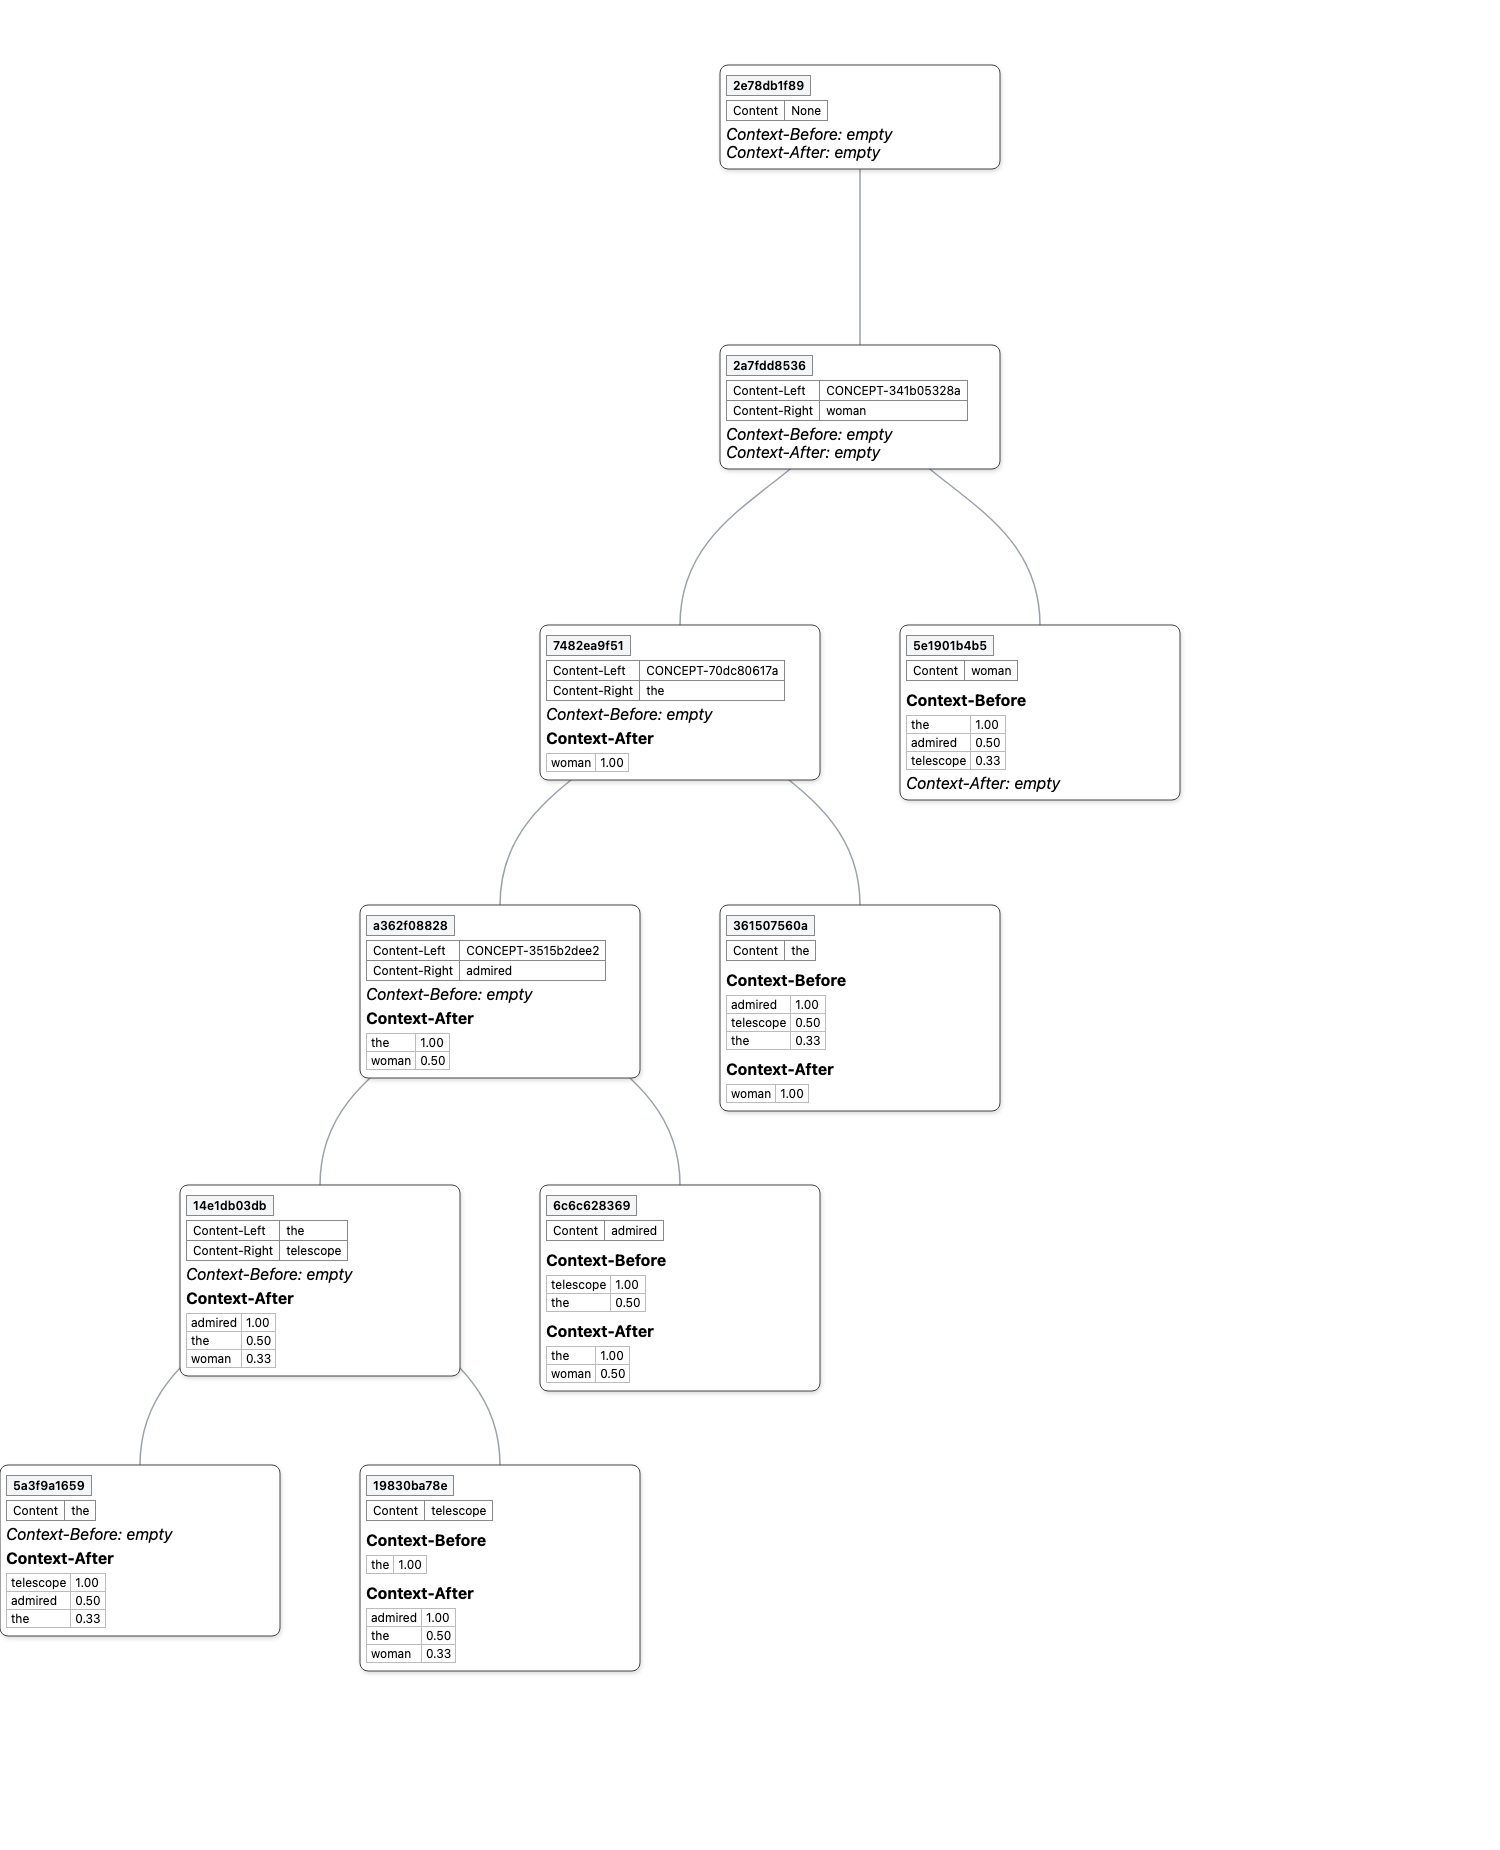 2e78db1f89
Content None
Context-Before: empty
Context-After: empty
2a7fdd8536
Content-Left CONCEPT-341b05328a
Content-Right woman
Context-Before: empty
Context-After: empty
7482ea9f51
Content-Left CONCEPT-70dc80617a
Content-Right the
Context-Before: empty
Context-After
woman 1.00
5e1901b4b5
Content woman
Context-Before
the 1.00
admired 0.50
telescope 0.33
Context-After: empty
a362f08828
Content-Left CONCEPT-3515b2dee2
Content-Right admired
Context-Before: empty
Context-After
the 1.00
woman 0.50
361507560a
Content the
Context-Before
admired 1.00
telescope 0.50
the 0.33
Context-After
woman 1.00
14e1db03db
Content-Left the
Content-Right telescope
Context-Before: empty
Context-After
admired 1.00
the 0.50
woman 0.33
6c6c628369
Content admired
Context-Before
telescope 1.00
the 0.50
Context-After
the 1.00
woman 0.50
5a3f9a1659
Content the
Context-Before: empty
Context-After
telescope 1.00
admired 0.50
the 0.33
19830ba78e
Content telescope
Context-Before
the 1.00
Context-After
admired 1.00
the 0.50
woman 0.33